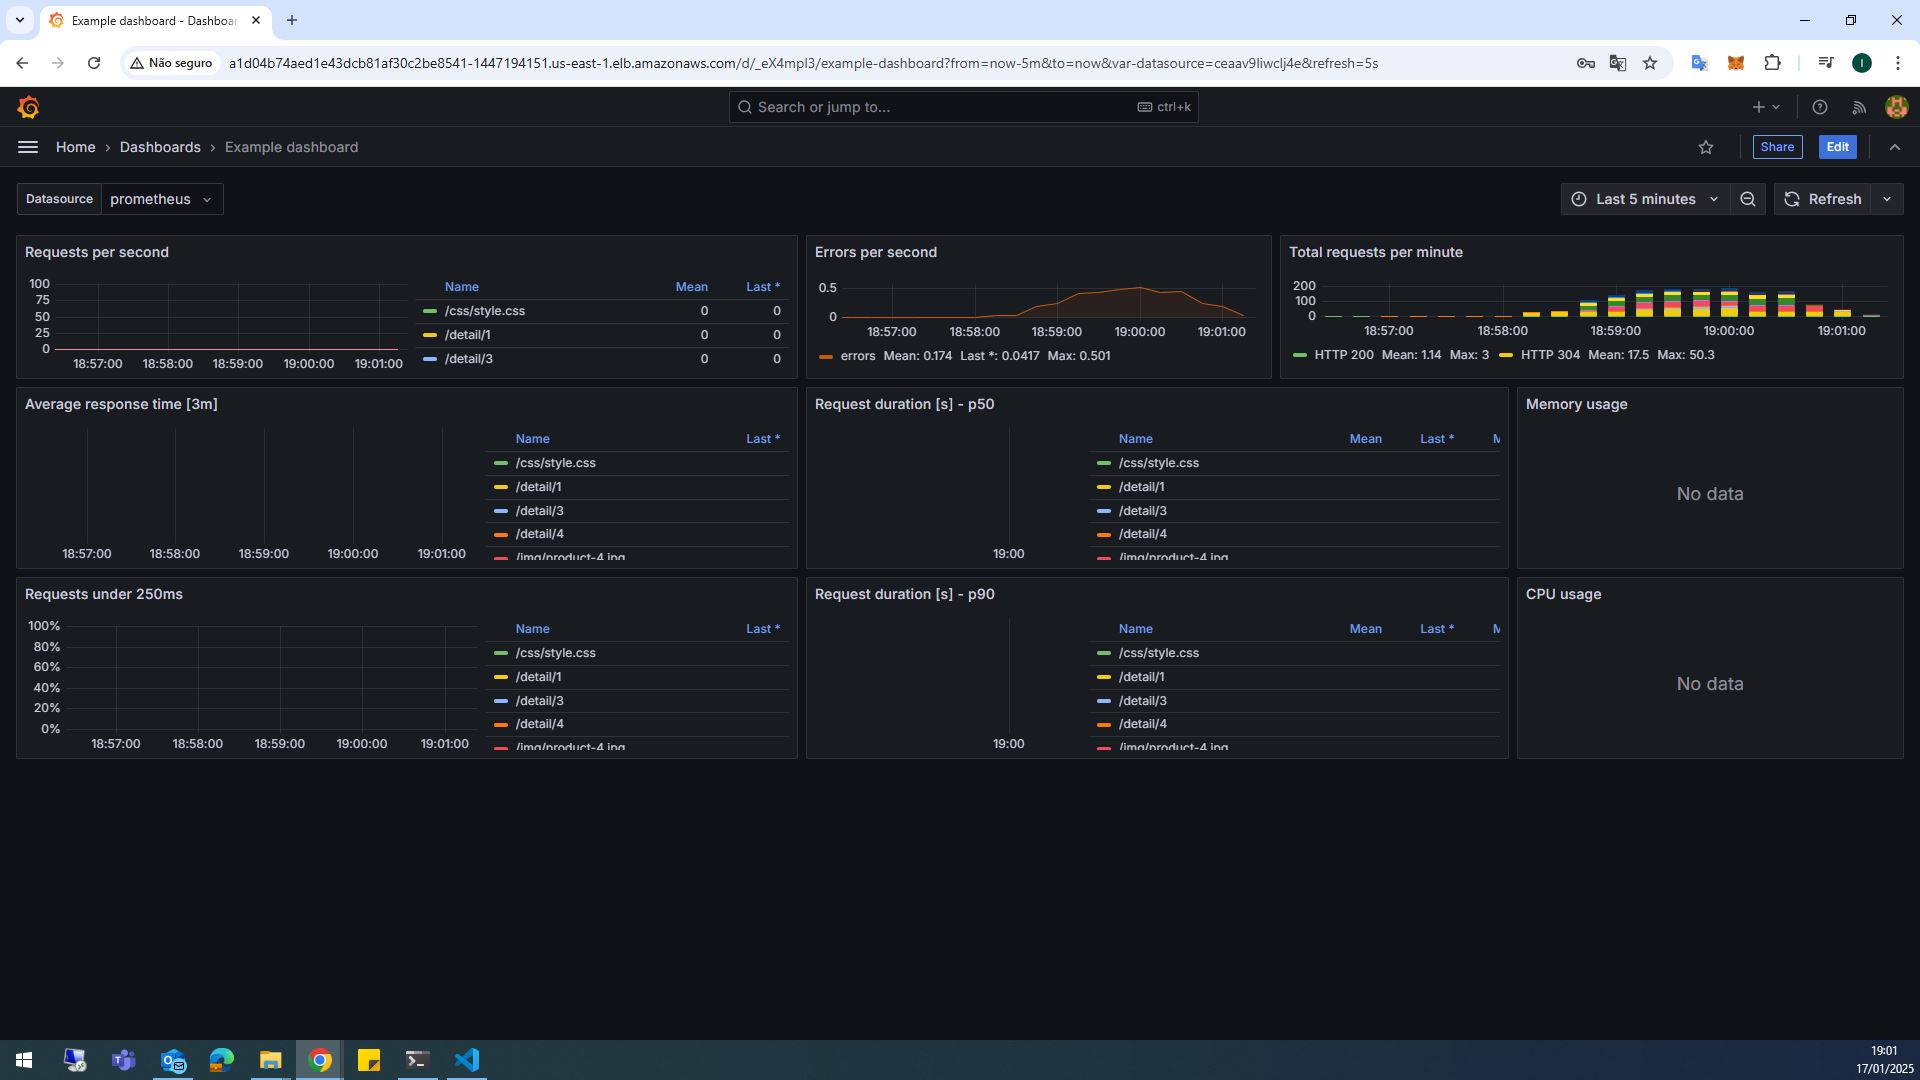 Example dashboard - Dashboar
Não seguro
a1d04b74aed1e43dcb81af30c2be8541-1447194151.us-east-1.elb.amazonaws.com/d/_eX4mpl3/example-dashboard?from=now-5m&to=now&var-datasource=ceaav9liwclj4e&refresh=5s
I
Search or jump to...
ctrl+k
Home › Dashboards › Example dashboard
Share
Edit
Datasource
prometheus
Last 5 minutes
Refresh
Requests per second
100
75
50
25
0
18:57:00 18:58:00 18:59:00 19:00:00 19:01:00
Name Mean Last *
/css/style.css 0 0
/detail/1 0 0
/detail/3 0 0
Errors per second
0.5
0
18:57:00 18:58:00 18:59:00 19:00:00 19:01:00
errors Mean: 0.174 Last *: 0.0417 Max: 0.501
Total requests per minute
200
100
0
18:57:00 18:58:00 18:59:00 19:00:00 19:01:00
HTTP 200 Mean: 1.14 Max: 3 HTTP 304 Mean: 17.5 Max: 50.3
Average response time [3m]
18:57:00 18:58:00 18:59:00 19:00:00 19:01:00
Name Last *
/css/style.css
/detail/1
/detail/3
/detail/4
/img/product-4.jpg
Request duration [s] - p50
19:00
Name Mean Last * M
/css/style.css
/detail/1
/detail/3
/detail/4
/img/product-4.jpg
Memory usage
No data
Requests under 250ms
100%
80%
60%
40%
20%
0%
18:57:00 18:58:00 18:59:00 19:00:00 19:01:00
Name Last *
/css/style.css
/detail/1
/detail/3
/detail/4
/img/product-4.jpg
Request duration [s] - p90
19:00
Name Mean Last * M
/css/style.css
/detail/1
/detail/3
/detail/4
/img/product-4.jpg
CPU usage
No data
19:01
17/01/2025